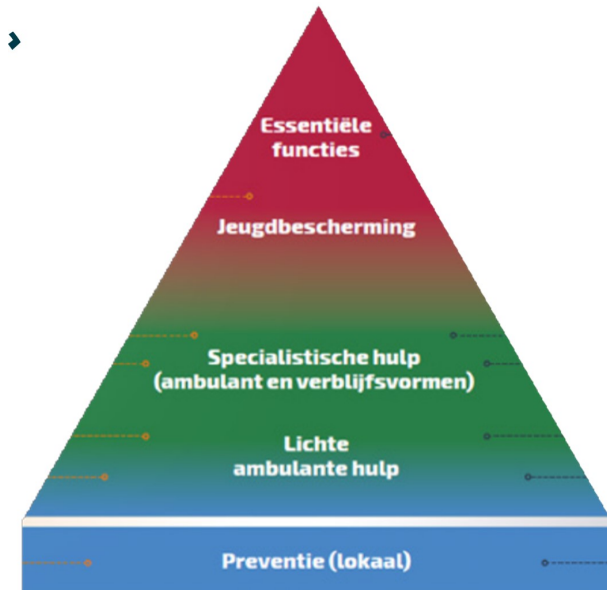 Essentiële
functies
Jeugdbescherming
Specialistische hulp
(ambulant en verblijfsvormen)
Lichte
ambulante hulp
Preventie (lokaal)